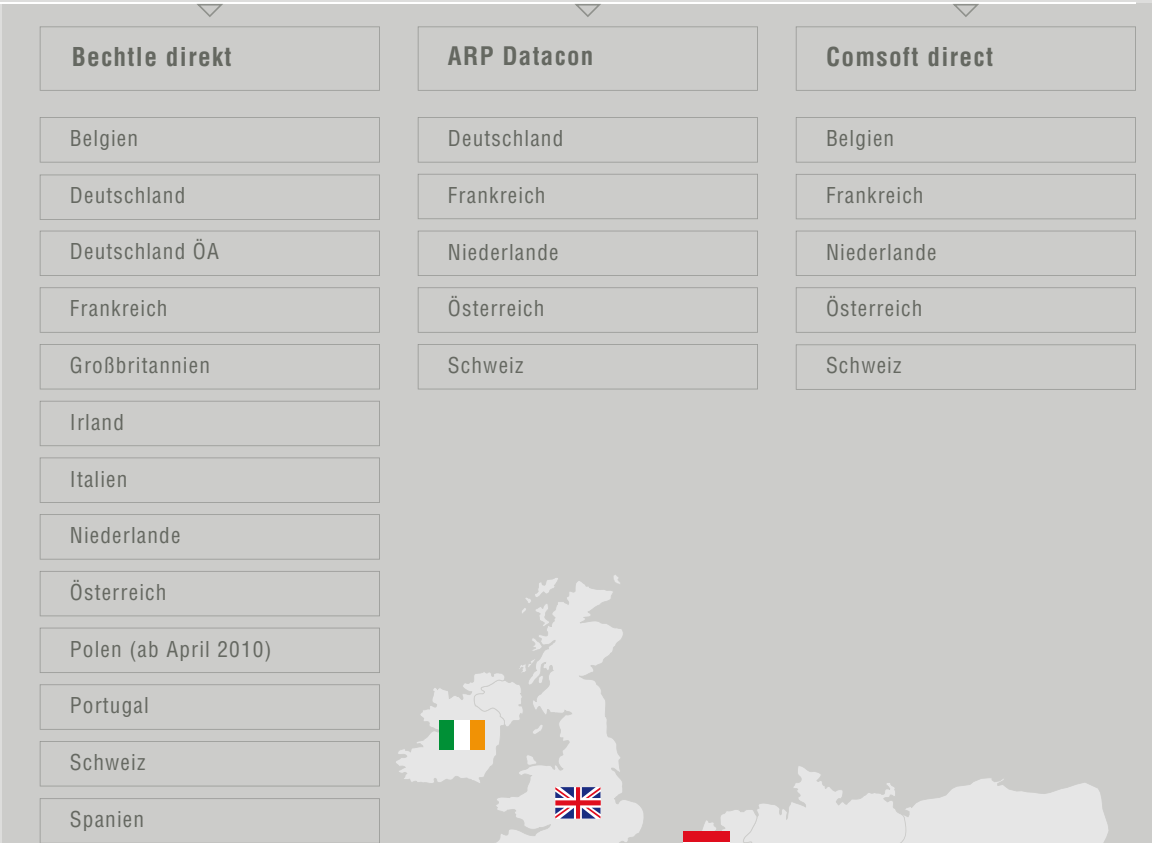 Bechtle direkt
Belgien
Deutschland
Deutschland ÖA
Frankreich
Großbritannien
Irland
Italien
Niederlande
Österreich
Polen (ab April 2010)
Portugal
Schweiz
Spanien
ARP Datacon
Deutschland
Frankreich
Niederlande
Österreich
Schweiz
Comsoft direct
Belgien
Frankreich
Niederlande
Österreich
Schweiz